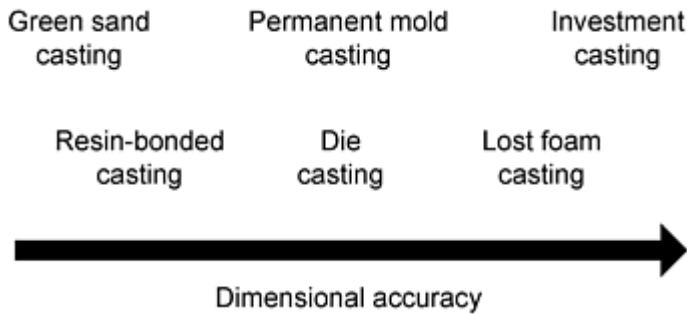 Green sand
casting
Permanent mold
casting
Investment
casting
Resin-bonded
casting
Die
casting
Lost foam
casting
Dimensional accuracy